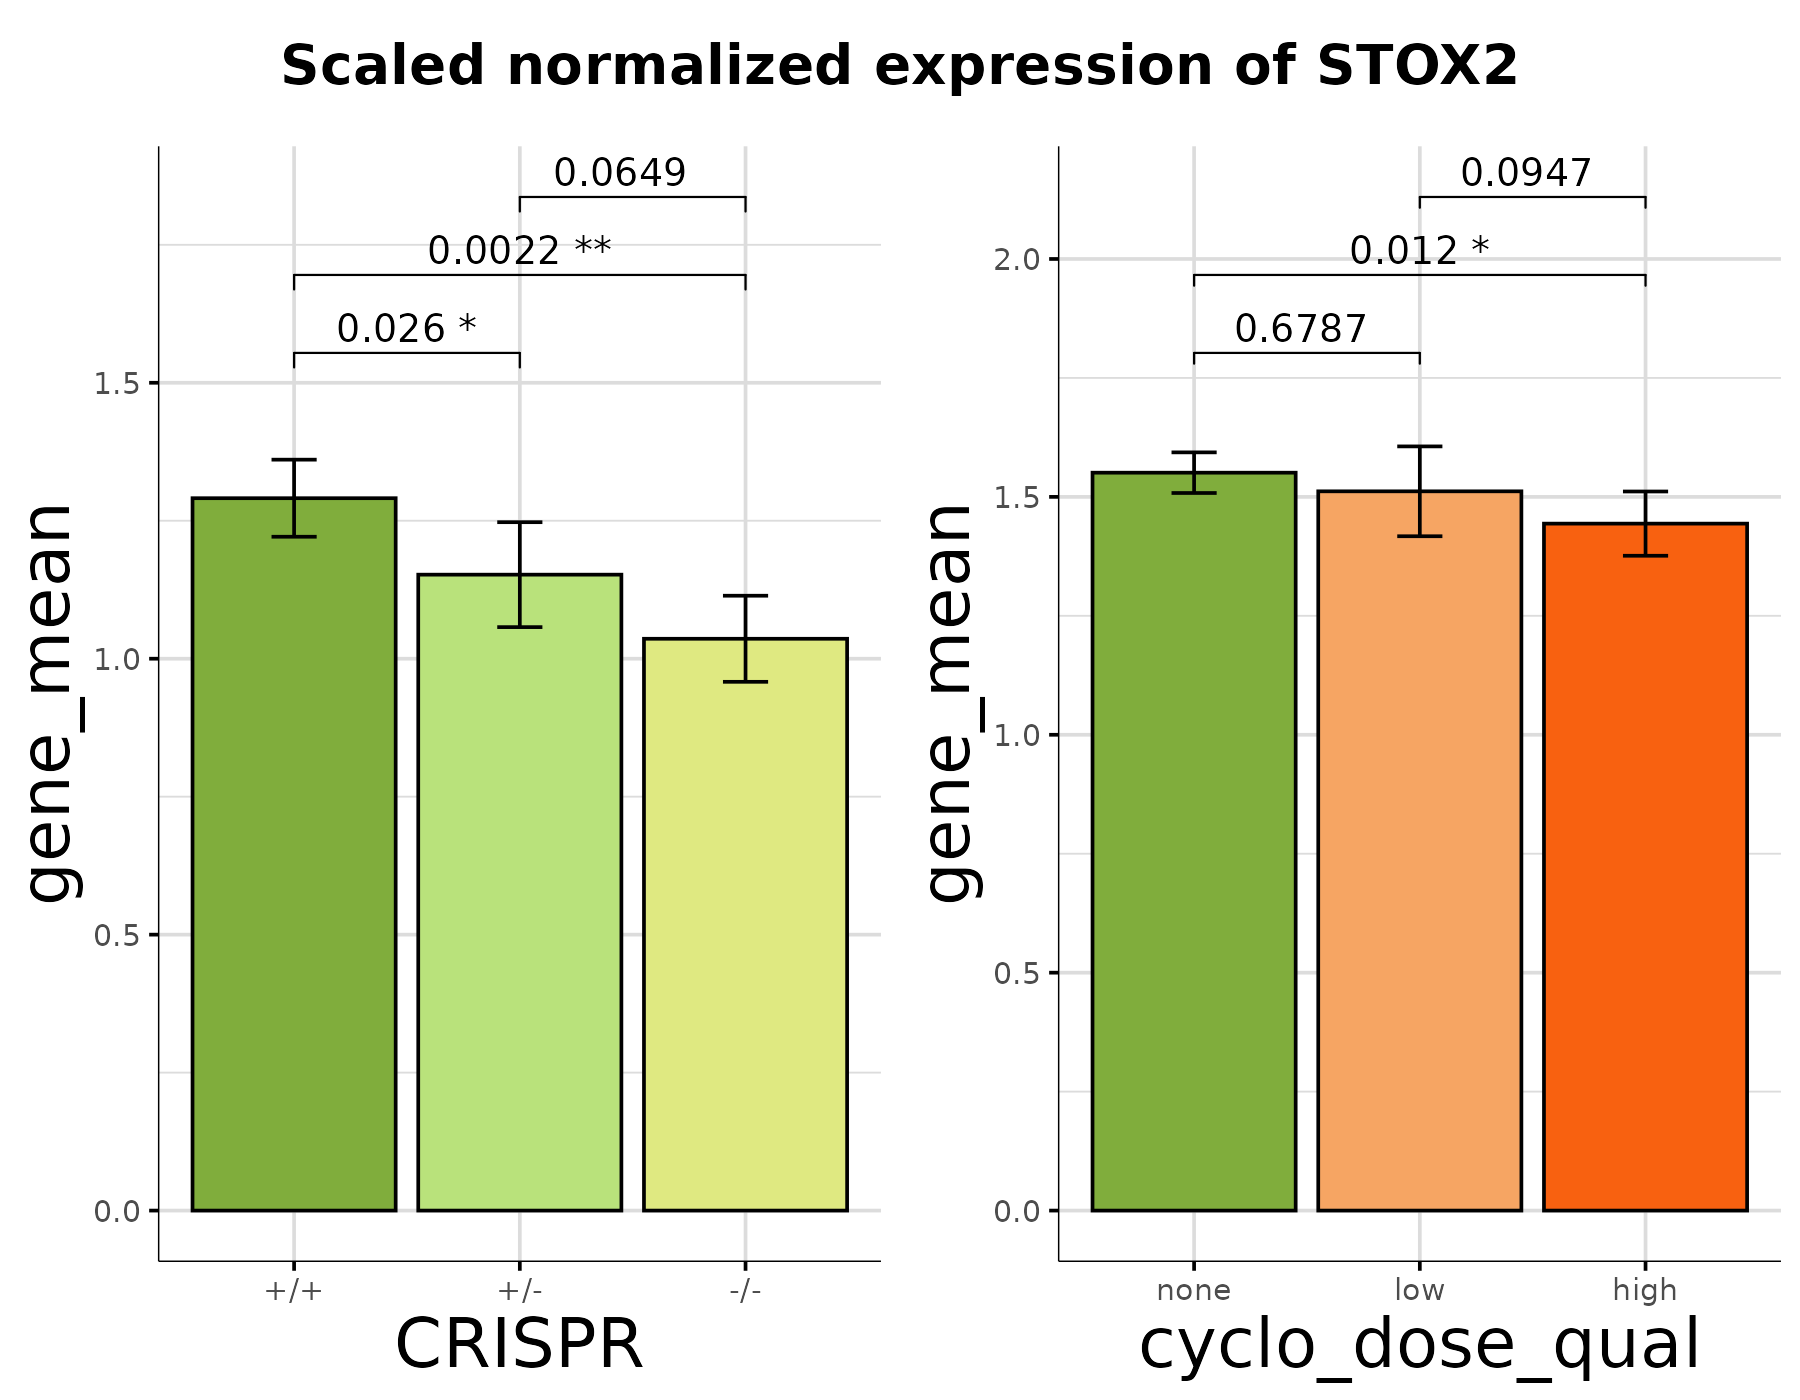 Scaled normalized expression of STOX2
0.0649
0.0022 **
0.026 *
1.5
1.0
0.5
0.0
gene_mean
+/+ +/- -/-
CRISPR
0.0947
0.012 *
0.6787
2.0
1.5
1.0
0.5
0.0
gene_mean
none low high
cyclo_dose_qual